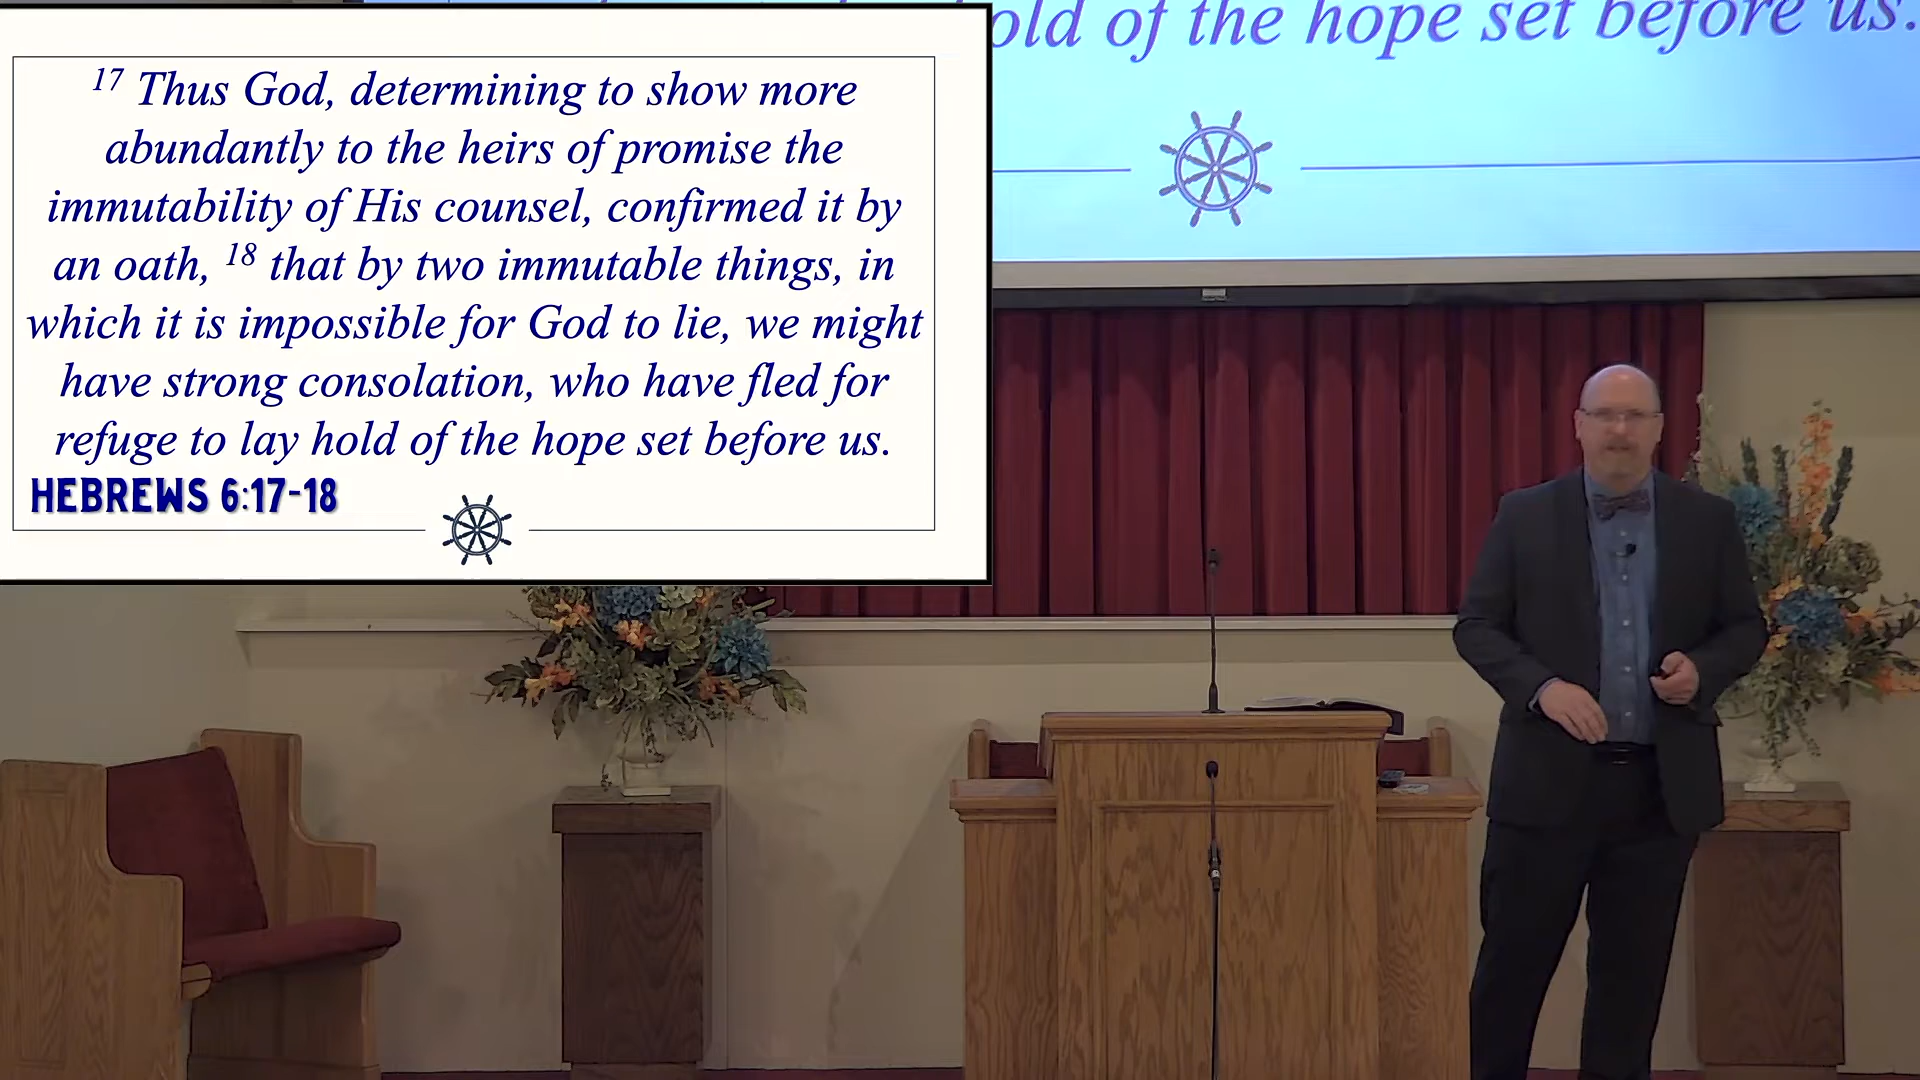 17 Thus God, determining to show more
abundantly to the heirs of promise the
immutability of His counsel, confirmed it by
an oath, 18 that by two immutable things, in
which it is impossible for God to lie, we might
have strong consolation, who have fled for
refuge to lay hold of the hope set before us.
HEBREWS 6:17-18
hold of the hope set before us.